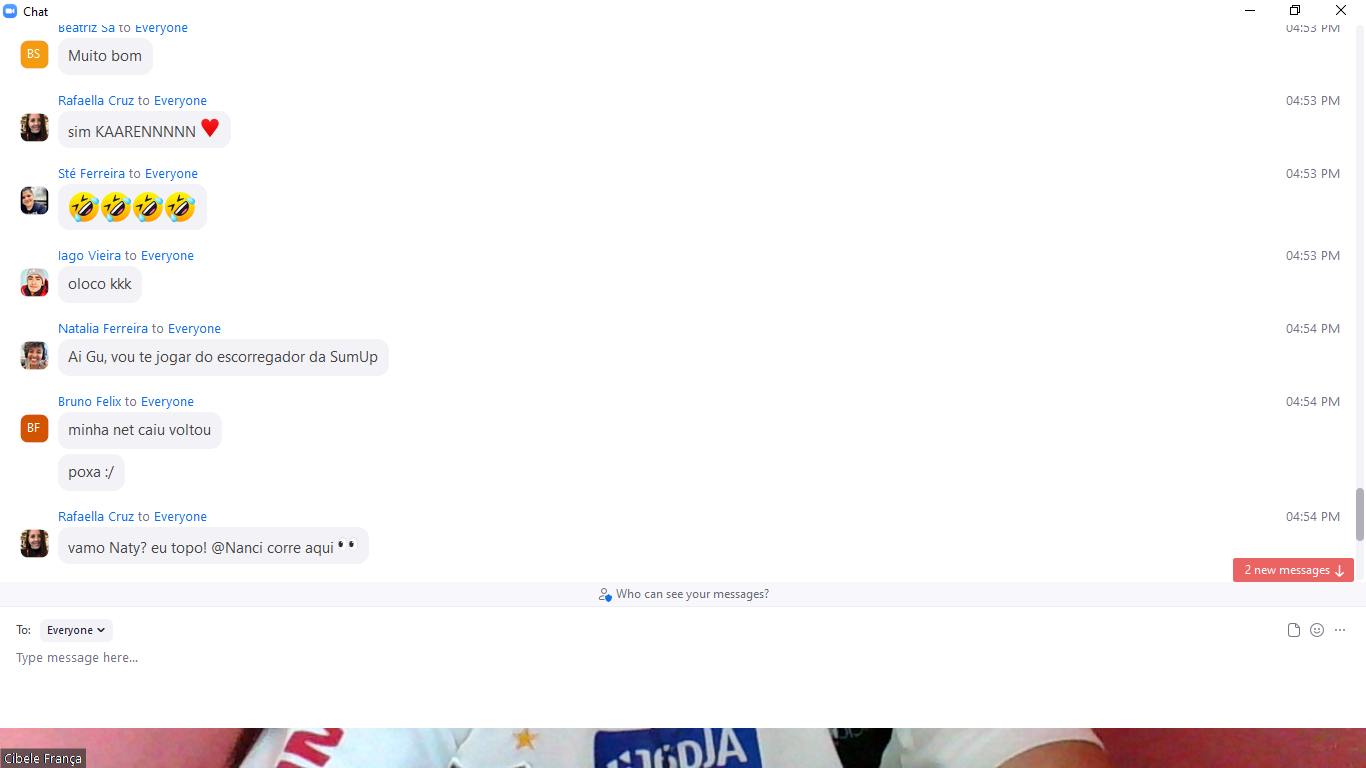 Chat
Beatriz Sá to Everyone 04:53 PM
BS
Muito bom
Rafaella Cruz to Everyone 04:53 PM
sim KAARENNNNN ♥️
Sté Ferreira to Everyone 04:53 PM
🤣🤣🤣🤣
Iago Vieira to Everyone 04:53 PM
oloco kkk
Natalia Ferreira to Everyone 04:54 PM
Ai Gu, vou te jogar do escorregador da SumUp
Bruno Felix to Everyone 04:54 PM
BF
minha net caiu voltou
poxa :/
Rafaella Cruz to Everyone 04:54 PM
vamo Naty? eu topo! @Nanci corre aqui 👀
2 new messages ↓
Who can see your messages?
To: Everyone
Type message here...
Cibele França